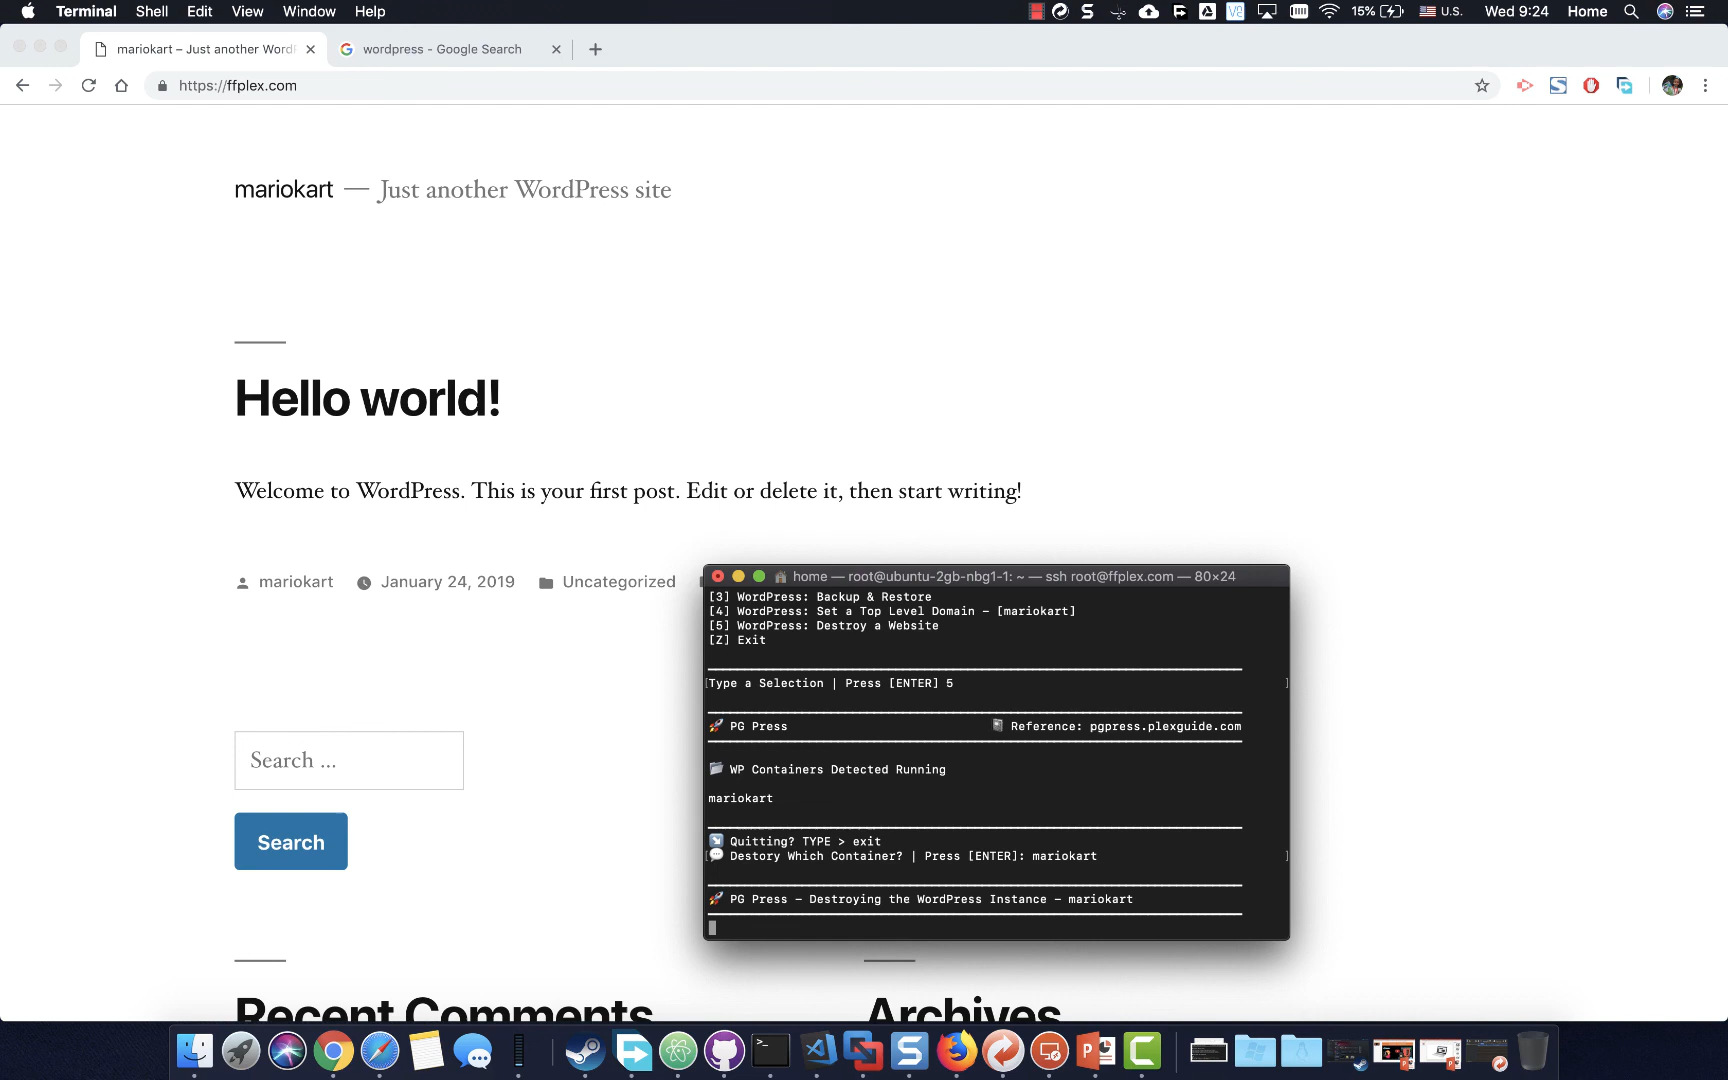 Terminal Shell Edit View Window Help 15% U.S. Wed 9:24 Home
mariokart – Just another Word
wordpress - Google Search
https://ffplex.com
mariokart — Just another WordPress site
Hello world!
Welcome to WordPress. This is your first post. Edit or delete it, then start writing!
mariokart January 24, 2019 Uncategorized
Search ...
Search
Recent Comments
Archives
home — root@ubuntu-2gb-nbg1-1: ~ — ssh root@ffplex.com — 80×24
[3] WordPress: Backup & Restore
[4] WordPress: Set a Top Level Domain - [mariokart]
[5] WordPress: Destroy a Website
[Z] Exit
[Type a Selection | Press [ENTER] 5 ]
PG Press Reference: pgpress.plexguide.com
WP Containers Detected Running
mariokart
Quitting? TYPE > exit
[ Destory Which Container? | Press [ENTER]: mariokart ]
PG Press - Destroying the WordPress Instance - mariokart